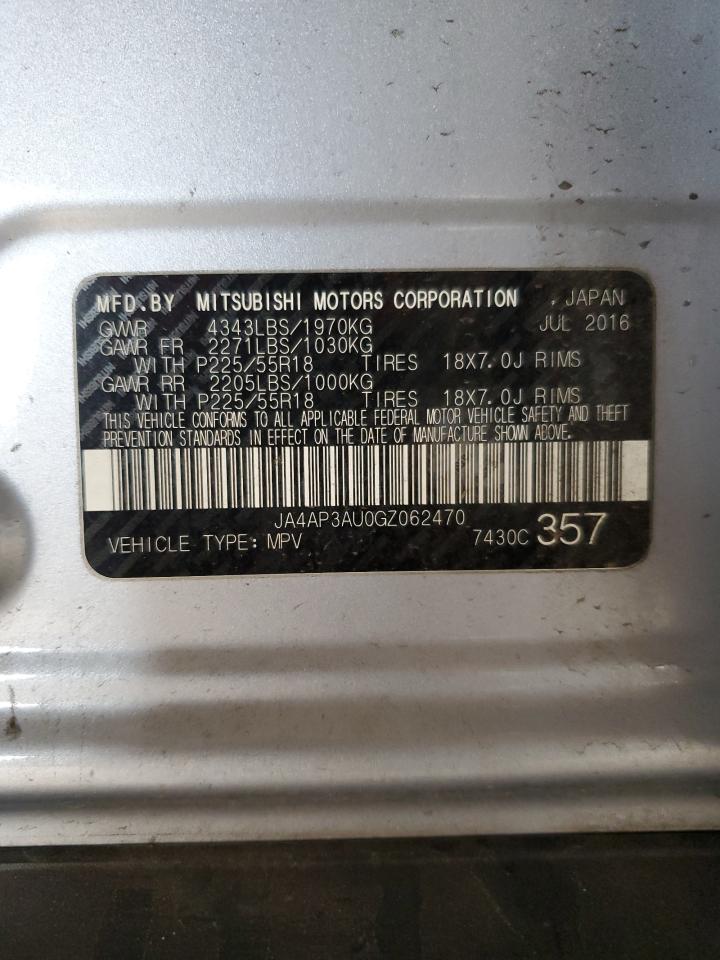 MFD.BY MITSUBISHI MOTORS CORPORATION , JAPAN
GVWR 4343LBS/1970KG JUL 2016
GAWR FR 2271LBS/1030KG
WITH P225/55R18 TIRES 18X7.0J RIMS
GAWR RR 2205LBS/1000KG
WITH P225/55R18 TIRES 18X7.0J RIMS
THIS VEHICLE CONFORMS TO ALL APPLICABLE FEDERAL MOTOR VEHICLE SAFETY AND THEFT
PREVENTION STANDARDS IN EFFECT ON THE DATE OF MANUFACTURE SHOWN ABOVE.
JA4AP3AU0GZ062470
VEHICLE TYPE: MPV 7430C 357